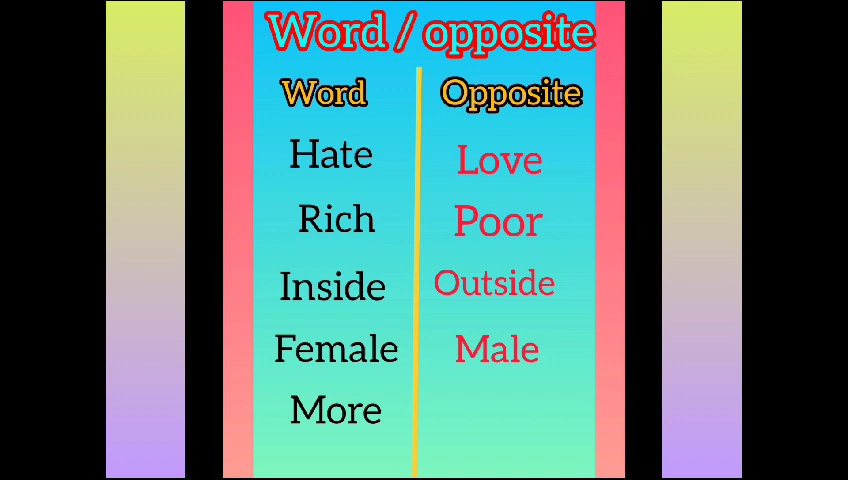 Word / opposite
Word Opposite
Hate Love
Rich Poor
Inside Outside
Female Male
More